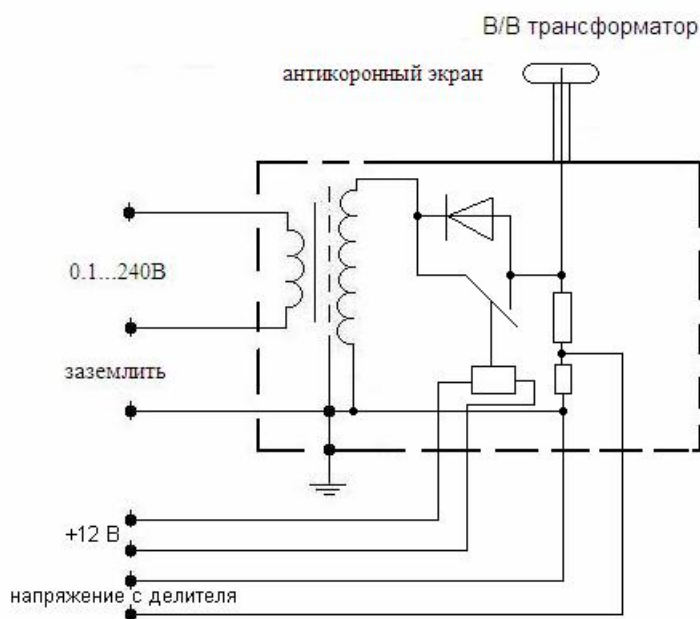 В/В трансформатор
антикоронный экран
0.1...240В
заземлить
+12 В
напряжение с делителя